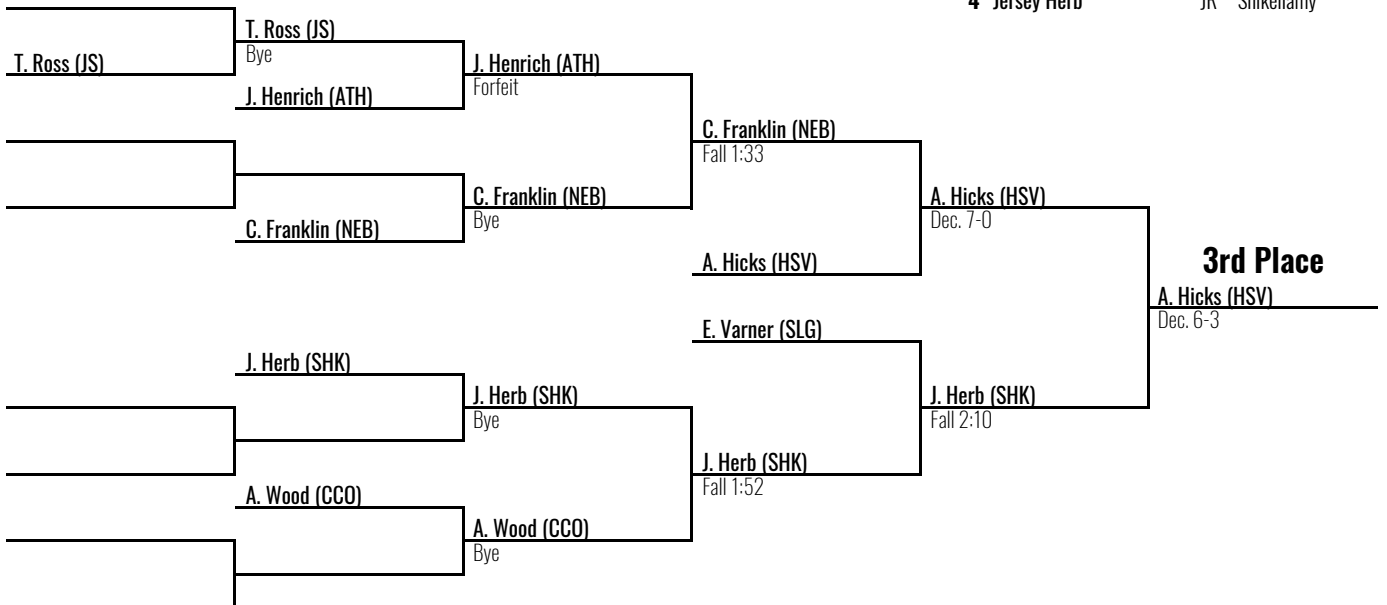 4 Jersey Herb JR Shikellamy
T. Ross (JS)
T. Ross (JS)
Bye
J. Henrich (ATH)
J. Henrich (ATH)
Forfeit
C. Franklin (NEB)
Fall 1:33
C. Franklin (NEB)
Bye
C. Franklin (NEB)
A. Hicks (HSV)
Dec. 7-0
A. Hicks (HSV)
3rd Place
A. Hicks (HSV)
Dec. 6-3
E. Varner (SLG)
J. Herb (SHK)
J. Herb (SHK)
Bye
J. Herb (SHK)
Fall 2:10
J. Herb (SHK)
Fall 1:52
A. Wood (CCO)
A. Wood (CCO)
Bye